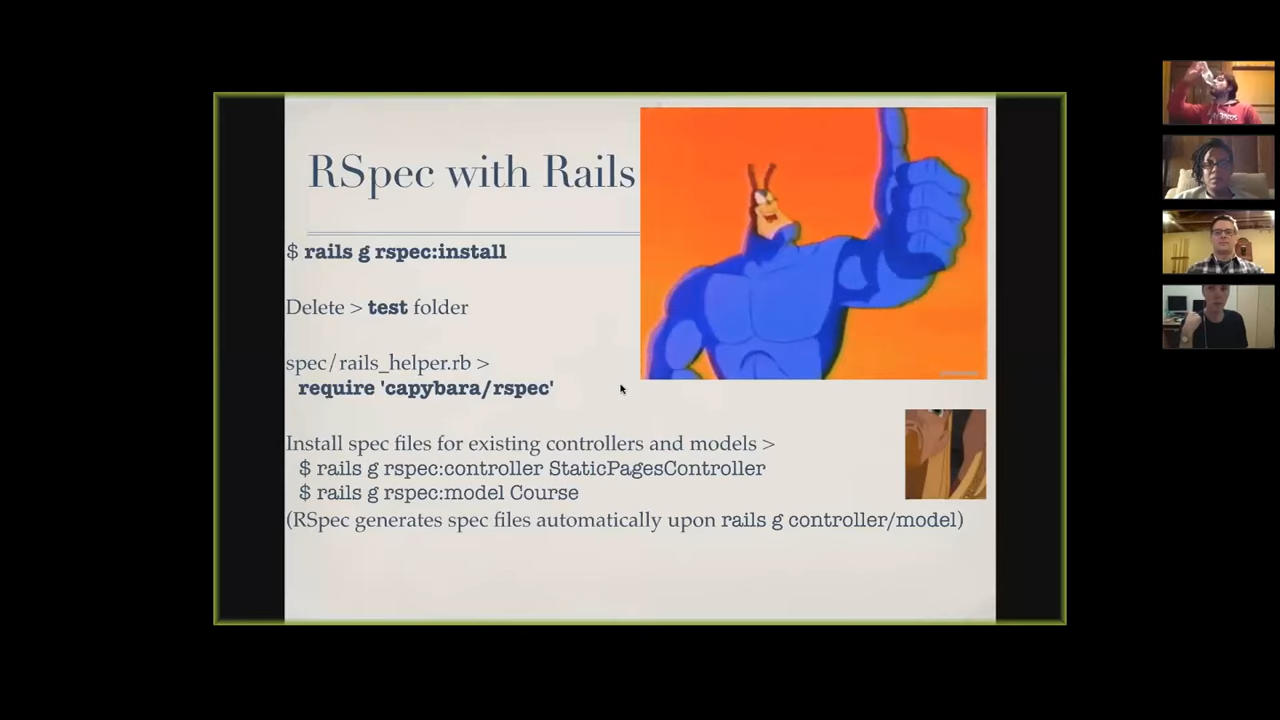 RSpec with Rails
$ rails g rspec:install
Delete > test folder
spec/rails_helper.rb >
require 'capybara/rspec'
Install spec files for existing controllers and models >
$ rails g rspec:controller StaticPagesController
$ rails g rspec:model Course
(RSpec generates spec files automatically upon rails g controller/model)